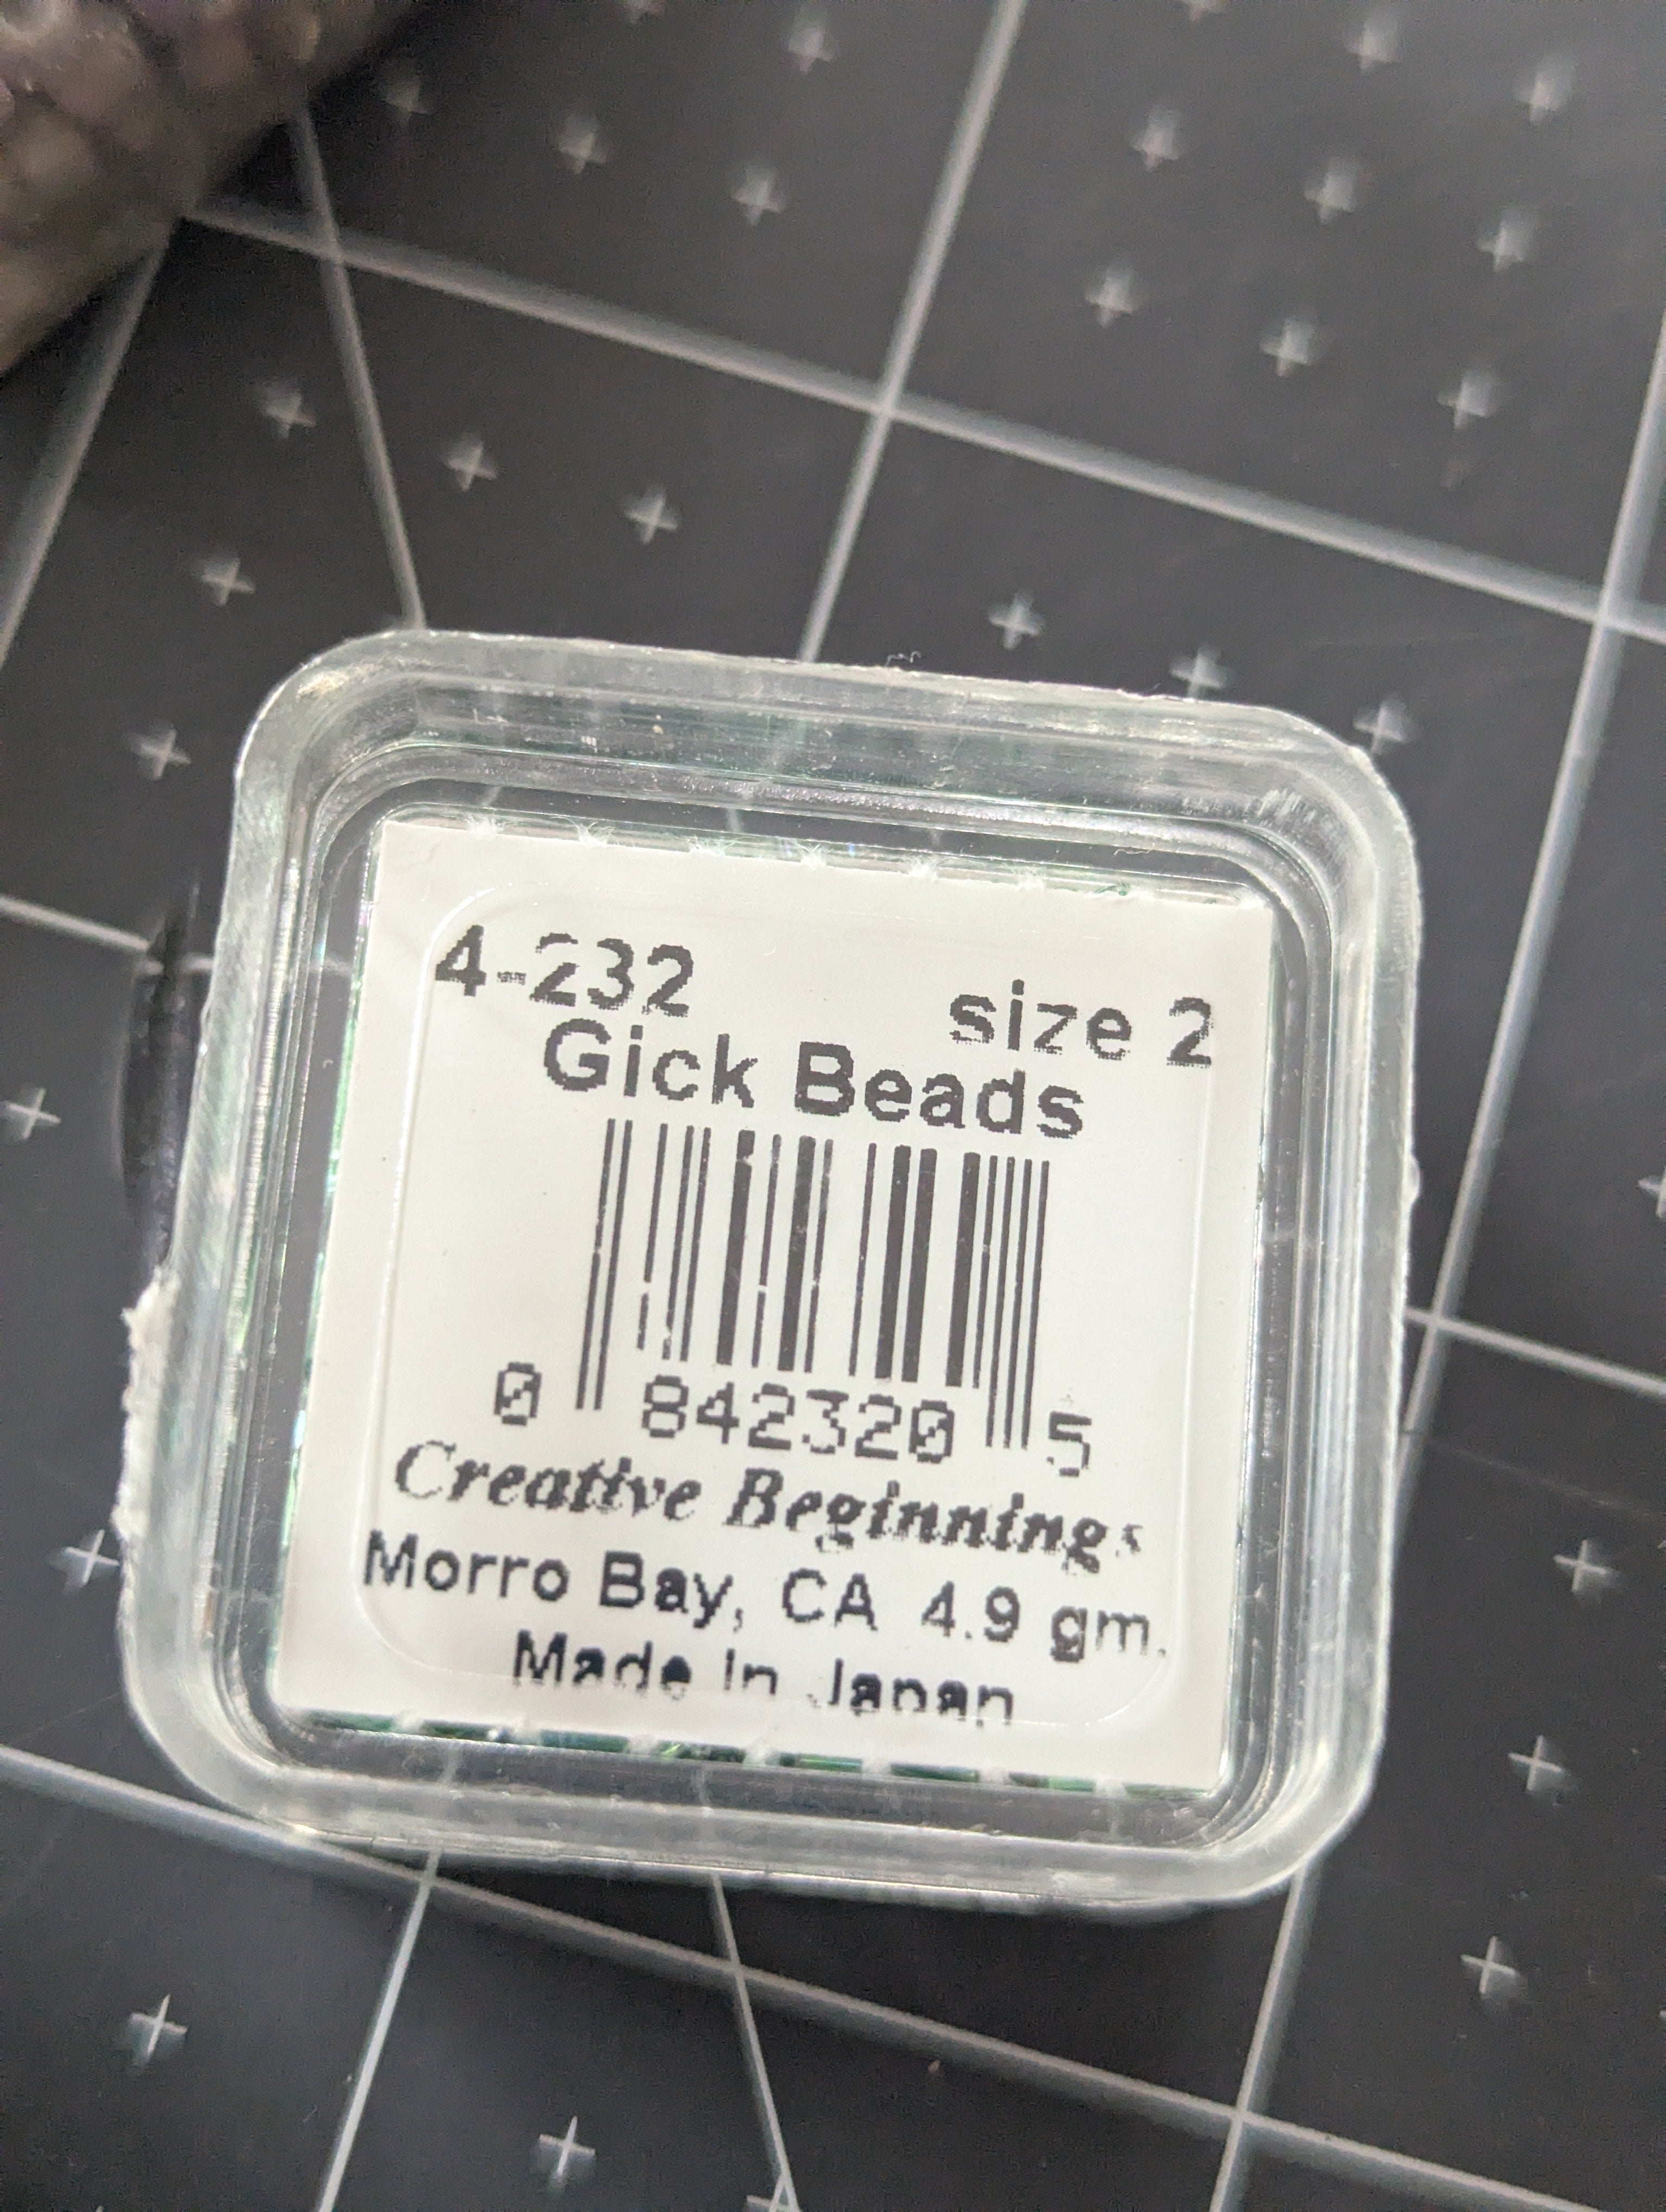 4-232
size 2
Gick Beads
0 842320 5
Creative Beginnings
Morro Bay, CA 4.9 gm.
Made in Japan